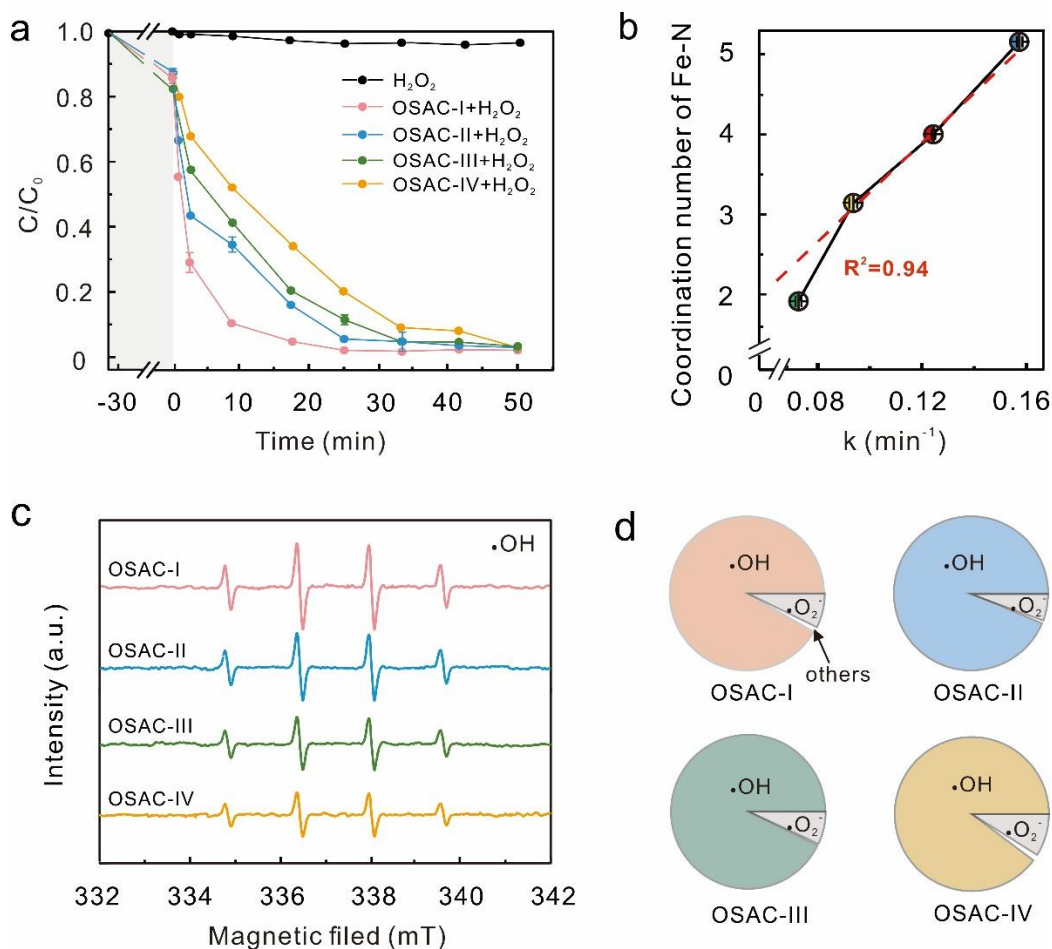 a
C/C₀
1.0
0.8
0.6
0.4
0.2
0
-30 0 10 20 30 40 50
Time (min)
H₂O₂
OSAC-I+H₂O₂
OSAC-II+H₂O₂
OSAC-III+H₂O₂
OSAC-IV+H₂O₂
b
Coordination number of Fe-N
5
4
3
2
0
R²=0.94
0 0.08 0.12 0.16
k (min⁻¹)
c
Intensity (a.u.)
•OH
OSAC-I
OSAC-II
OSAC-III
OSAC-IV
332 334 336 338 340 342
Magnetic filed (mT)
d
•OH
•O₂⁻
others
OSAC-I
•OH
•O₂⁻
OSAC-II
•OH
•O₂⁻
OSAC-III
•OH
•O₂⁻
OSAC-IV